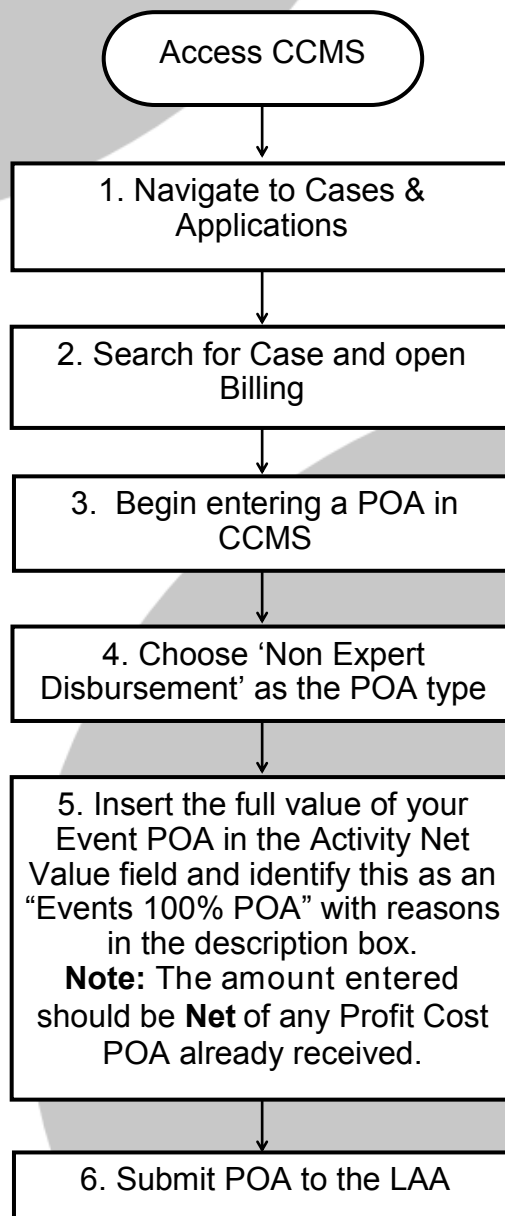 Access CCMS
1. Navigate to Cases &
Applications
2. Search for Case and open
Billing
3. Begin entering a POA in
CCMS
4. Choose ‘Non Expert
Disbursement’ as the POA type
5. Insert the full value of your
Event POA in the Activity Net
Value field and identify this as an
“Events 100% POA” with reasons
in the description box.
Note: The amount entered
should be Net of any Profit Cost
POA already received.
6. Submit POA to the LAA